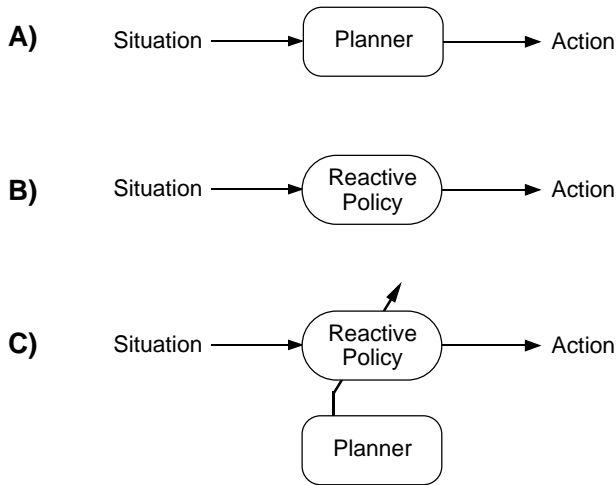 A) Situation Planner Action
B) Situation Reactive Policy Action
C) Situation Reactive Policy Action
Planner